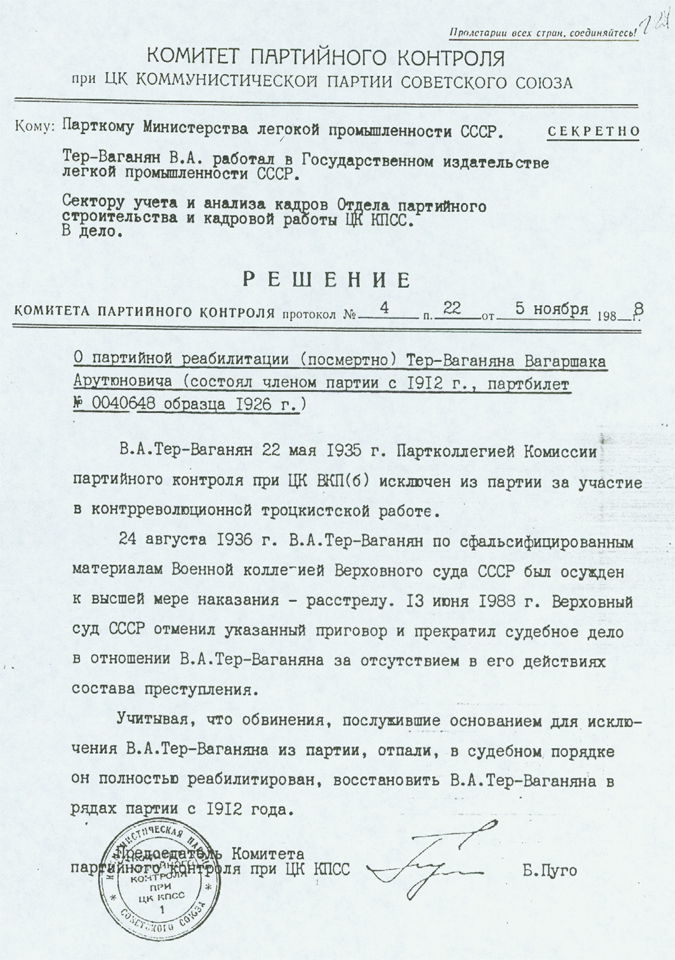 Пролетарии всех стран, соединяйтесь!
КОМИТЕТ ПАРТИЙНОГО КОНТРОЛЯ
при ЦК КОММУНИСТИЧЕСКОЙ ПАРТИИ СОВЕТСКОГО СОЮЗА
Кому: Парткому Министерства легокой промышленности СССР. СЕКРЕТНО
Тер-Ваганян В.А. работал в Государственном издательстве
легкой промышленности СССР.
Сектору учета и анализа кадров Отдела партийного
строительства и кадровой работы ЦК КПСС.
В дело.
РЕШЕНИЕ
КОМИТЕТА ПАРТИЙНОГО КОНТРОЛЯ протокол № 4 п. 22 от 5 ноября 198 8 г.
О партийной реабилитации (посмертно) Тер-Ваганяна Вагаршака
Арутюновича (состоял членом партии с 1912 г., партбилет
№ 0040648 образца 1926 г.)
В.А.Тер-Ваганян 22 мая 1935 г. Партколлегией Комиссии
партийного контроля при ЦК ВКП(б) исключен из партии за участие
в контрреволюционной троцкистской работе.
24 августа 1936 г. В.А.Тер-Ваганян по сфальсифицированным
материалам Военной коллегией Верховного суда СССР был осужден
к высшей мере наказания - расстрелу. 13 июня 1988 г. Верховный
суд СССР отменил указанный приговор и прекратил судебное дело
в отношении В.А.Тер-Ваганяна за отсутствием в его действиях
состава преступления.
Учитывая, что обвинения, послужившие основанием для исклю-
чения В.А.Тер-Ваганяна из партии, отпали, в судебном порядке
он полностью реабилитирован, восстановить В.А.Тер-Ваганяна в
рядах партии с 1912 года.
Председатель Комитета
партийного контроля при ЦК КПСС Б.Пуго
КОММУНИСТИЧЕСКАЯ ПАРТИЯ
СОВЕТСКОГО СОЮЗА
КОНТРОЛЯ
ПРИ
ЦК КПСС
1